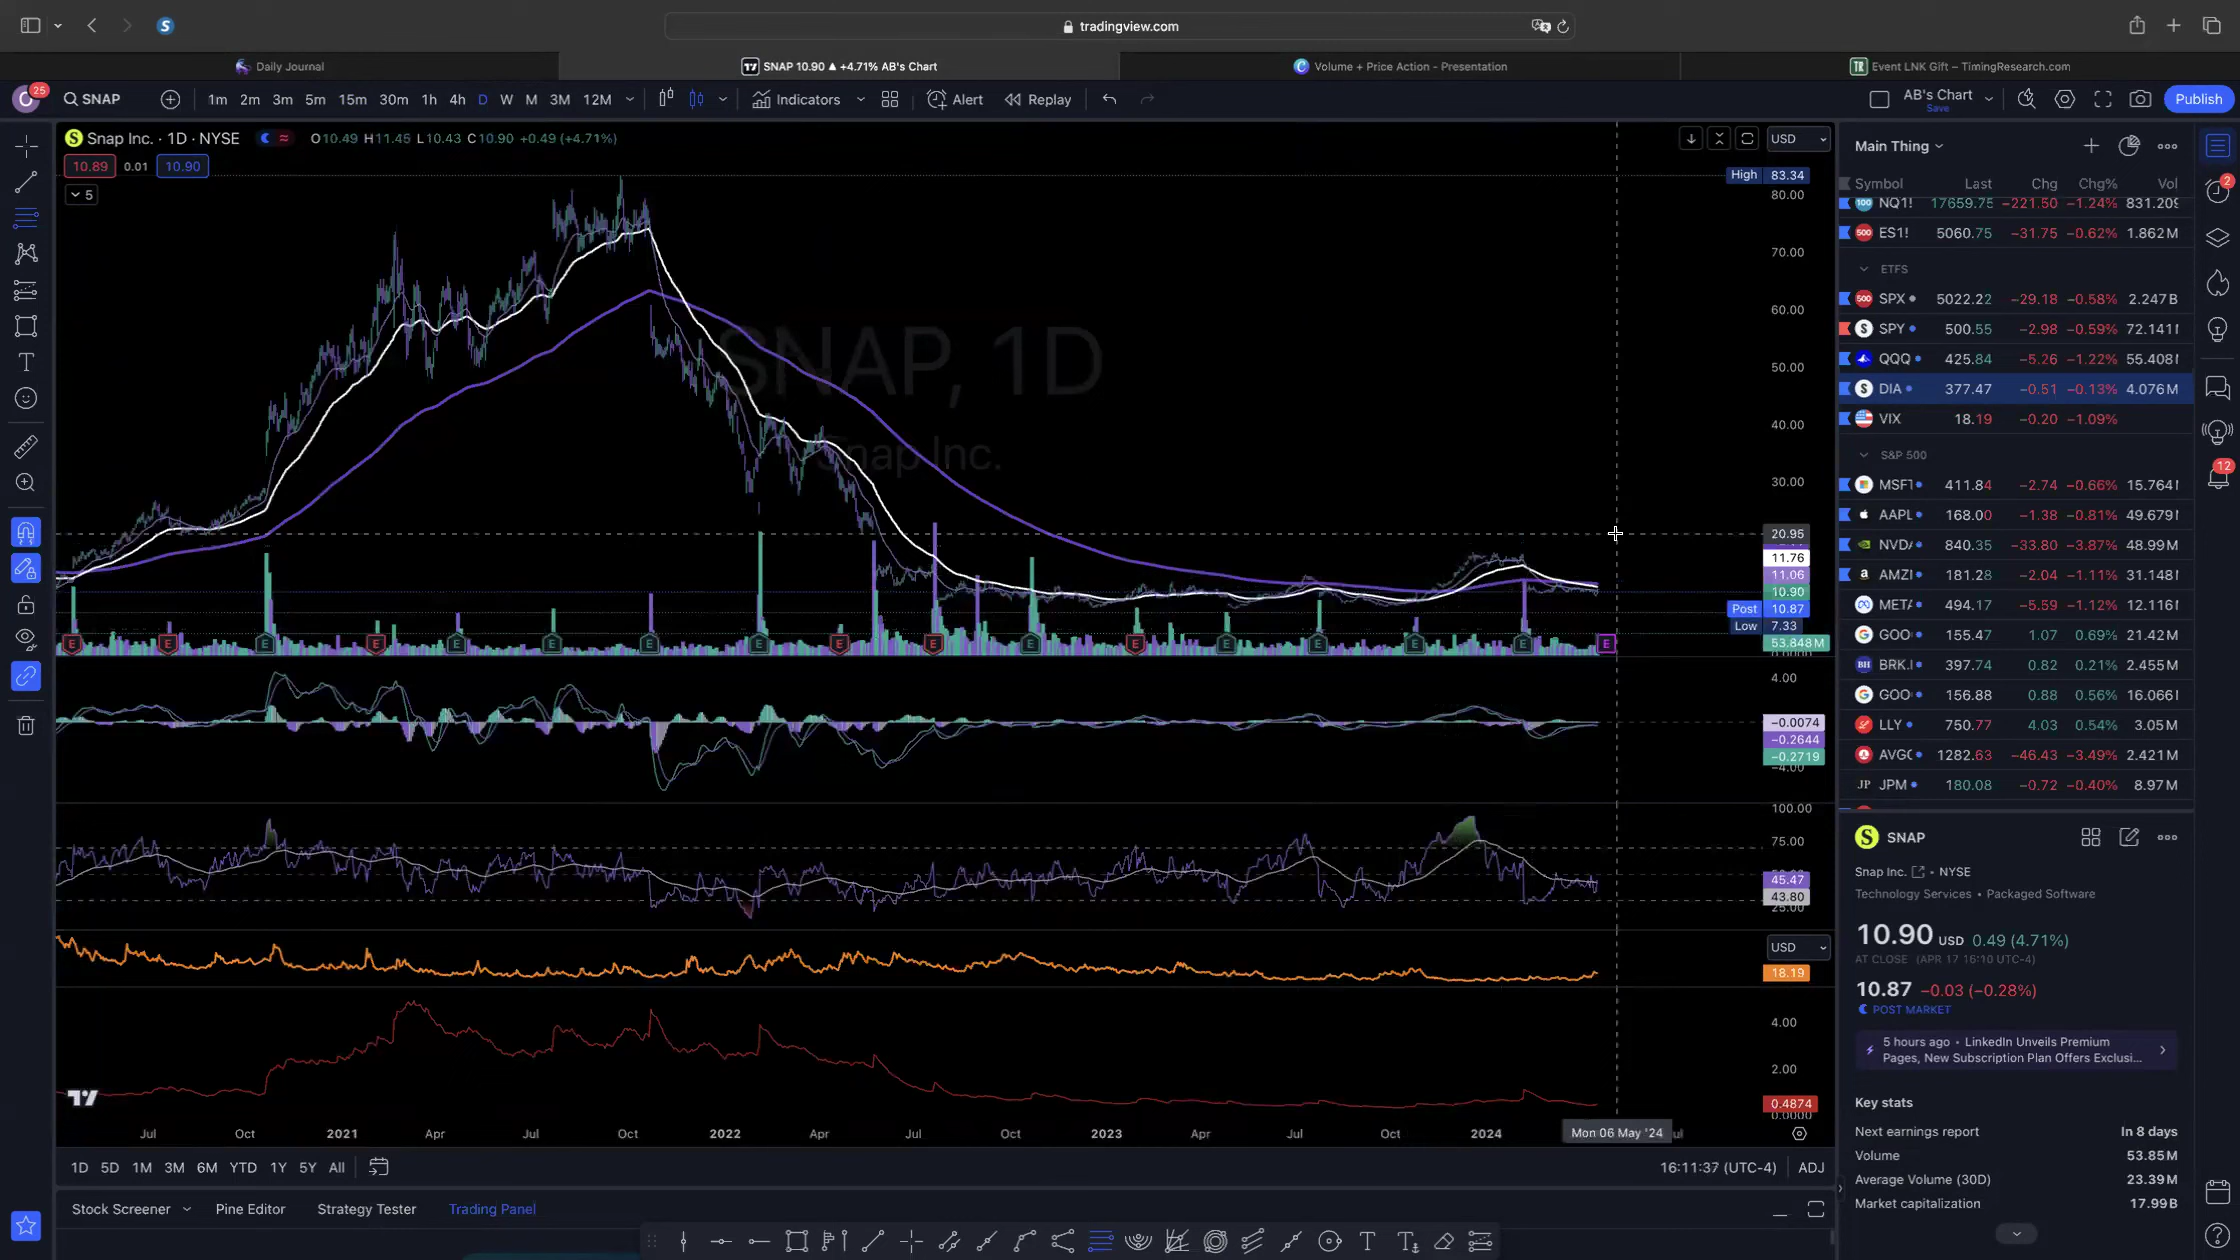 tradingview.com
Daily Journal
SNAP 10.90 ▲ +4.71% AB's Chart
Volume + Price Action - Presentation
Event LNK Gift – TimingResearch.com
25
SNAP
1m 2m 3m 5m 15m 30m 1h 4h D W M 3M 12M
Indicators
Alert
Replay
AB's Chart
Save
Publish
Snap Inc. · 1D · NYSE
O10.49 H11.45 L10.43 C10.90 +0.49 (+4.71%)
10.89 0.01 10.90
5
USD
High 83.34
80.00
70.00
60.00
50.00
40.00
30.00
20.95
11.76
11.06
10.90
Post 10.87
Low 7.33
53.848M
SNAP, 1D
Snap Inc.
E E E E E E E E E E E E E E E E E
4.00
−0.0074
−0.2644
−0.2719
−4.00
100.00
75.00
45.47
43.80
25.00
USD
18.19
4.00
2.00
0.4874
0.0000
Jul Oct 2021 Apr Jul Oct 2022 Apr Jul Oct 2023 Apr Jul Oct 2024
Mon 06 May '24
1D 5D 1M 3M 6M YTD 1Y 5Y All
16:11:37 (UTC-4) ADJ
Stock Screener
Pine Editor
Strategy Tester
Trading Panel
Main Thing
Symbol Last Chg Chg% Vol
NQ1! 17659.75 −221.50 −1.24% 831.209
ES1! 5060.75 −31.75 −0.62% 1.862M
ETFS
SPX 5022.22 −29.18 −0.58% 2.247B
SPY 500.55 −2.98 −0.59% 72.141M
QQQ 425.84 −5.26 −1.22% 55.408M
DIA 377.47 −0.51 −0.13% 4.076M
VIX 18.19 −0.20 −1.09%
S&P 500
MSFT 411.84 −2.74 −0.66% 15.764M
AAPL 168.00 −1.38 −0.81% 49.679M
NVDA 840.35 −33.80 −3.87% 48.99M
AMZN 181.28 −2.04 −1.11% 31.148M
META 494.17 −5.59 −1.12% 12.116M
GOO 155.47 1.07 0.69% 21.42M
BRK.B 397.74 0.82 0.21% 2.455M
GOO 156.88 0.88 0.56% 16.066M
LLY 750.77 4.03 0.54% 3.05M
AVGO 1282.63 −46.43 −3.49% 2.421M
JPM 180.08 −0.72 −0.40% 8.97M
SNAP
Snap Inc. • NYSE
Technology Services • Packaged Software
10.90 USD 0.49 (4.71%)
AT CLOSE (APR 17 16:10 UTC-4)
10.87 −0.03 (−0.28%)
POST MARKET
5 hours ago • LinkedIn Unveils Premium
Pages, New Subscription Plan Offers Exclusi...
Key stats
Next earnings report In 8 days
Volume 53.85M
Average Volume (30D) 23.39M
Market capitalization 17.99B
2
12